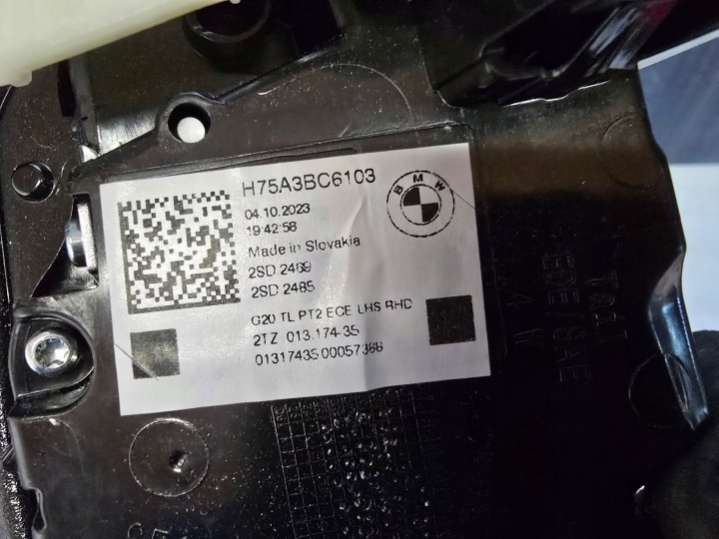 H75A3BC6103
BMW
04.10.2023
19:42:58
Made in Slovakia
2SD 2469
2SD 2485
G20 TL PT2 ECE LHS RHD
2TZ 013.174-35
01317435 00057366